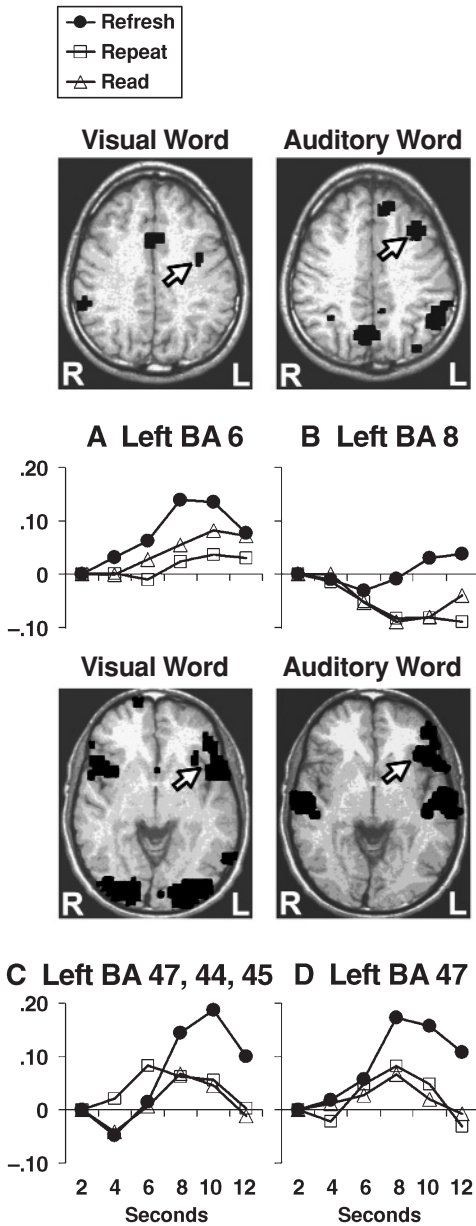 Refresh
Repeat
Read
Visual Word Auditory Word
R L R L
A Left BA 6 B Left BA 8
.20
.10
0
–.10
Visual Word Auditory Word
R L R L
C Left BA 47, 44, 45 D Left BA 47
.20
.10
0
–.10
2 4 6 8 10 12 2 4 6 8 10 12
Seconds Seconds